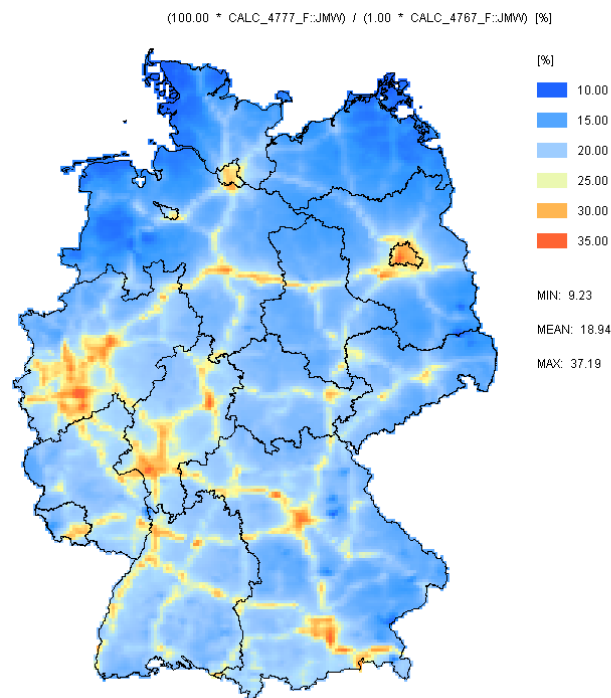 (100.00 * CALC_4777_F::JMW) / (1.00 * CALC_4767_F::JMW) [%]
[%]
10.00
15.00
20.00
25.00
30.00
35.00
MIN: 9.23
MEAN: 18.94
MAX: 37.19